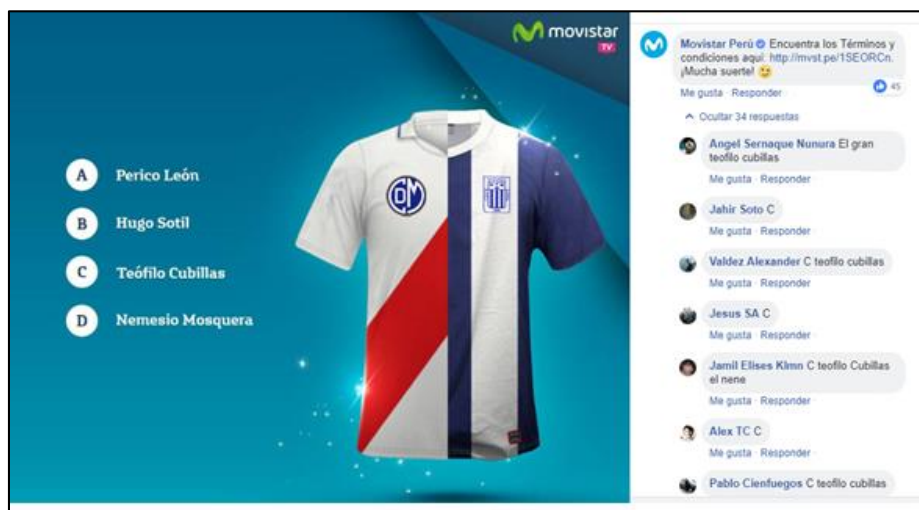 movistar
TV
A Perico León
B Hugo Sotil
C Teófilo Cubillas
D Nemesio Mosquera
CDM
Movistar Perú Encuentra los Términos y
condiciones aquí: http://mvst.pe/1SEORCn.
¡Mucha suerte!
45
Me gusta · Responder
Ocultar 34 respuestas
Angel Sernaque Nunura El gran
teofilo cubillas
Me gusta · Responder
Jahir Soto C
Me gusta · Responder
Valdez Alexander C teofilo cubillas
Me gusta · Responder
Jesus SA C
Me gusta · Responder
Jamil Elises Klmn C teofilo Cubillas
el nene
Me gusta · Responder
Alex TC C
Me gusta · Responder
Pablo Cienfuegos C teofilo cubillas